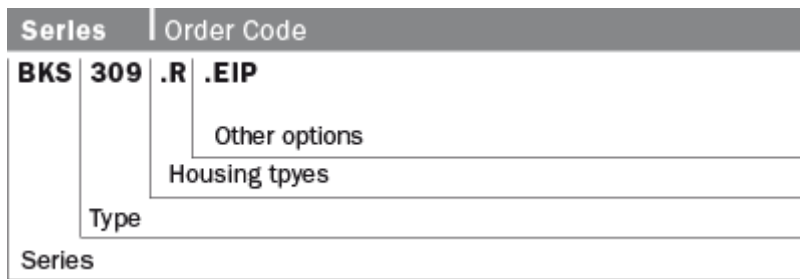 Series Order Code
BKS 309 .R .EIP
Other options
Housing tpyes
Type
Series